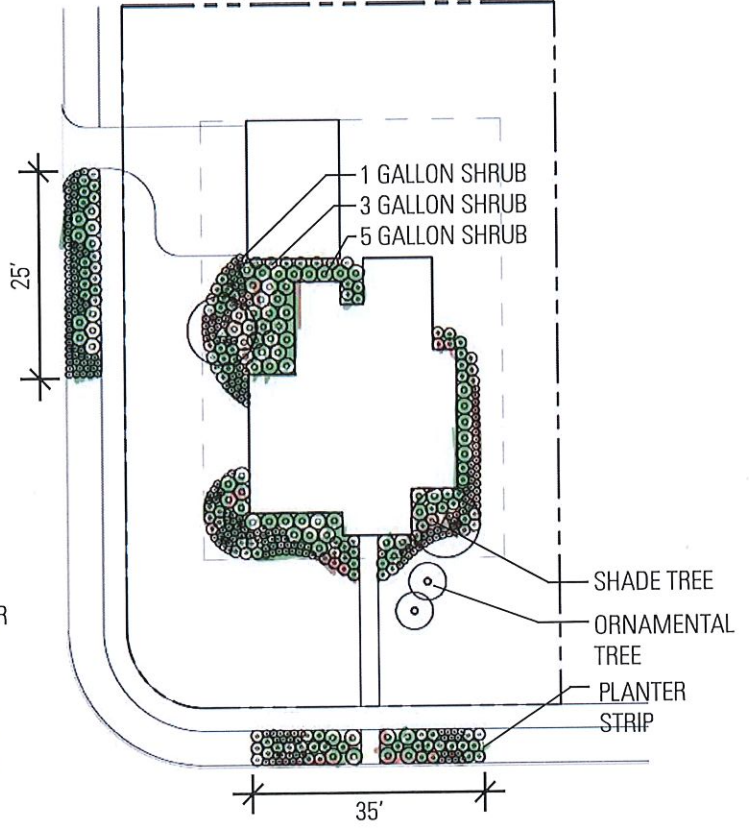 1 GALLON SHRUB
3 GALLON SHRUB
5 GALLON SHRUB
25'
SHADE TREE
R
ORNAMENTAL
TREE
PLANTER
STRIP
35'